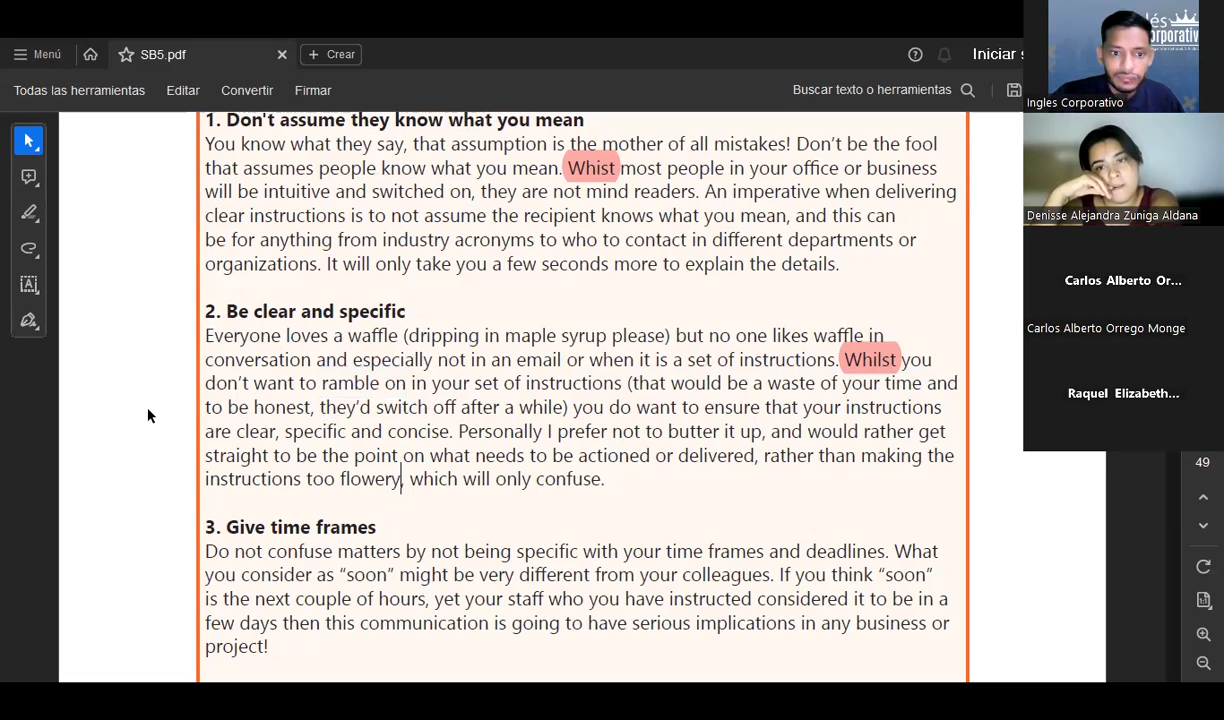 Menú
SB5.pdf
Crear
Iniciar s
Todas las herramientas
Editar
Convertir
Firmar
Buscar texto o herramientas
1. Don't assume they know what you mean
You know what they say, that assumption is the mother of all mistakes! Don't be the fool
that assumes people know what you mean. Whist most people in your office or business
will be intuitive and switched on, they are not mind readers. An imperative when delivering
clear instructions is to not assume the recipient knows what you mean, and this can
be for anything from industry acronyms to who to contact in different departments or
organizations. It will only take you a few seconds more to explain the details.
2. Be clear and specific
Everyone loves a waffle (dripping in maple syrup please) but no one likes waffle in
conversation and especially not in an email or when it is a set of instructions. Whilst you
don't want to ramble on in your set of instructions (that would be a waste of your time and
to be honest, they'd switch off after a while) you do want to ensure that your instructions
are clear, specific and concise. Personally I prefer not to butter it up, and would rather get
straight to be the point on what needs to be actioned or delivered, rather than making the
instructions too flowery, which will only confuse.
3. Give time frames
Do not confuse matters by not being specific with your time frames and deadlines. What
you consider as “soon” might be very different from your colleagues. If you think “soon”
is the next couple of hours, yet your staff who you have instructed considered it to be in a
few days then this communication is going to have serious implications in any business or
project!
lés
orporativ
Ingles Corporativo
Denisse Alejandra Zuniga Aldana
Carlos Alberto Or...
Carlos Alberto Orrego Monge
Raquel Elizabeth...
49